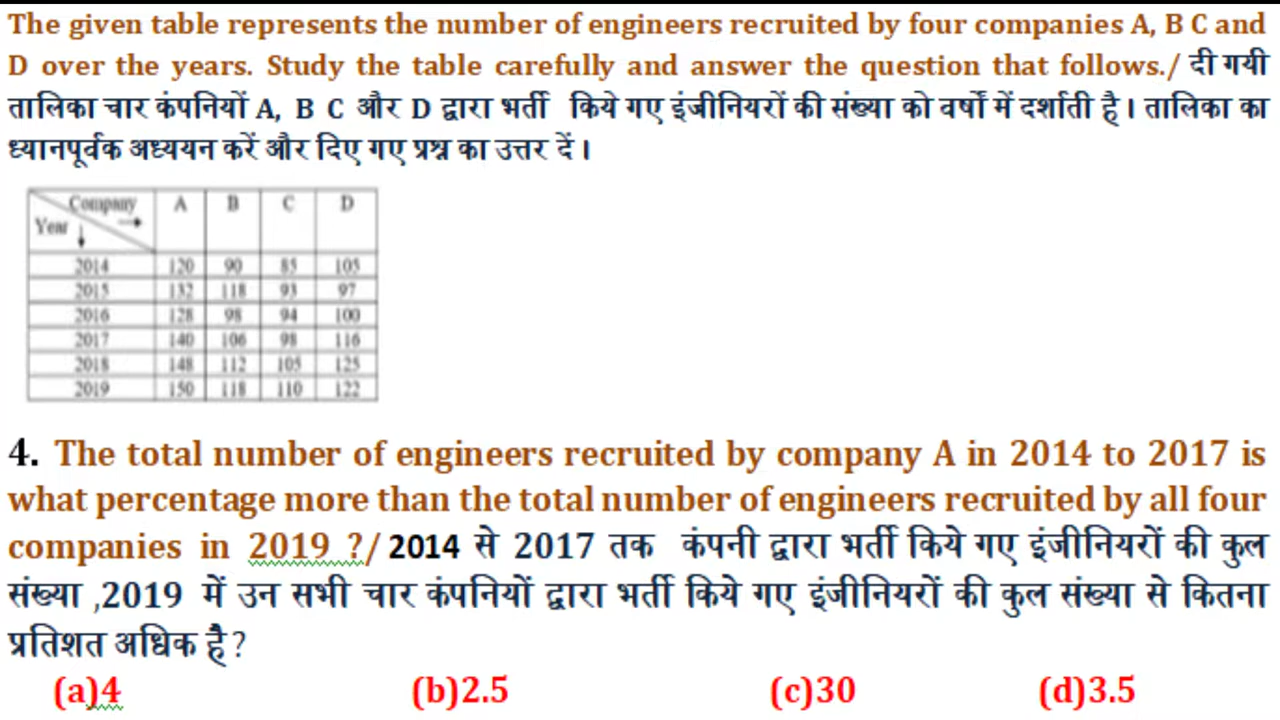 The given table represents the number of engineers recruited by four companies A, B C and
D over the years. Study the table carefully and answer the question that follows./ दी गयी
तालिका चार कंपनियों A, B C और D द्वारा भर्ती किये गए इंजीनियरों की संख्या को वर्षों में दर्शाती है। तालिका का
ध्यानपूर्वक अध्ययन करें और दिए गए प्रश्न का उत्तर दें।
Company A B C D
Year
2014 120 90 85 105
2015 132 118 93 97
2016 128 98 94 100
2017 140 106 98 116
2018 148 112 105 125
2019 150 118 110 122
4. The total number of engineers recruited by company A in 2014 to 2017 is
what percentage more than the total number of engineers recruited by all four
companies in 2019 ?/ 2014 से 2017 तक कंपनी द्वारा भर्ती किये गए इंजीनियरों की कुल
संख्या ,2019 में उन सभी चार कंपनियों द्वारा भर्ती किये गए इंजीनियरों की कुल संख्या से कितना
प्रतिशत अधिक है?
(a)4 (b)2.5 (c)30 (d)3.5